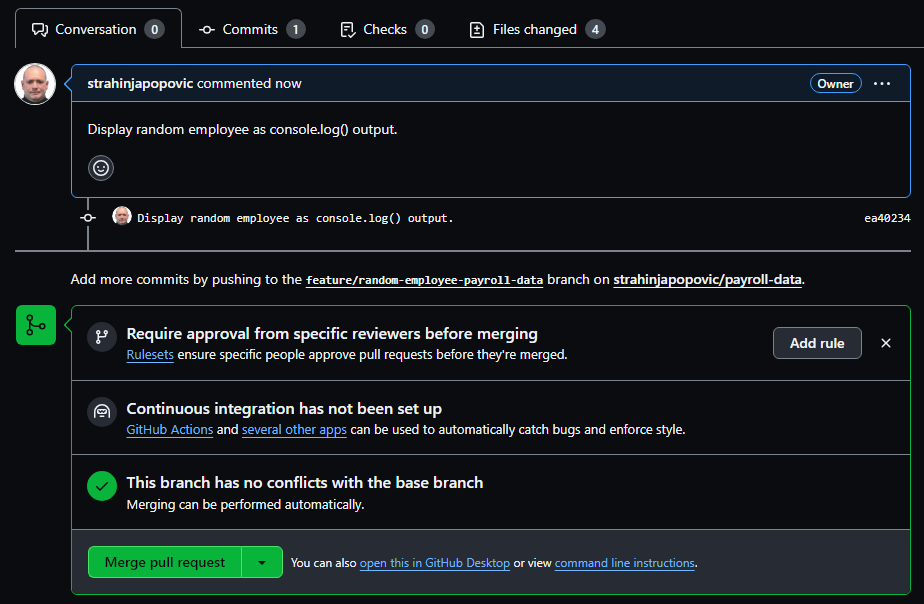 Conversation 0 Commits 1 Checks 0 Files changed 4
strahinjapopovic commented now Owner ...
Display random employee as console.log() output.
Display random employee as console.log() output. ea40234
Add more commits by pushing to the feature/random-employee-payroll-data branch on strahinjapopovic/payroll-data.
Require approval from specific reviewers before merging
Rulesets ensure specific people approve pull requests before they're merged.
Add rule
Continuous integration has not been set up
GitHub Actions and several other apps can be used to automatically catch bugs and enforce style.
This branch has no conflicts with the base branch
Merging can be performed automatically.
Merge pull request You can also open this in GitHub Desktop or view command line instructions.